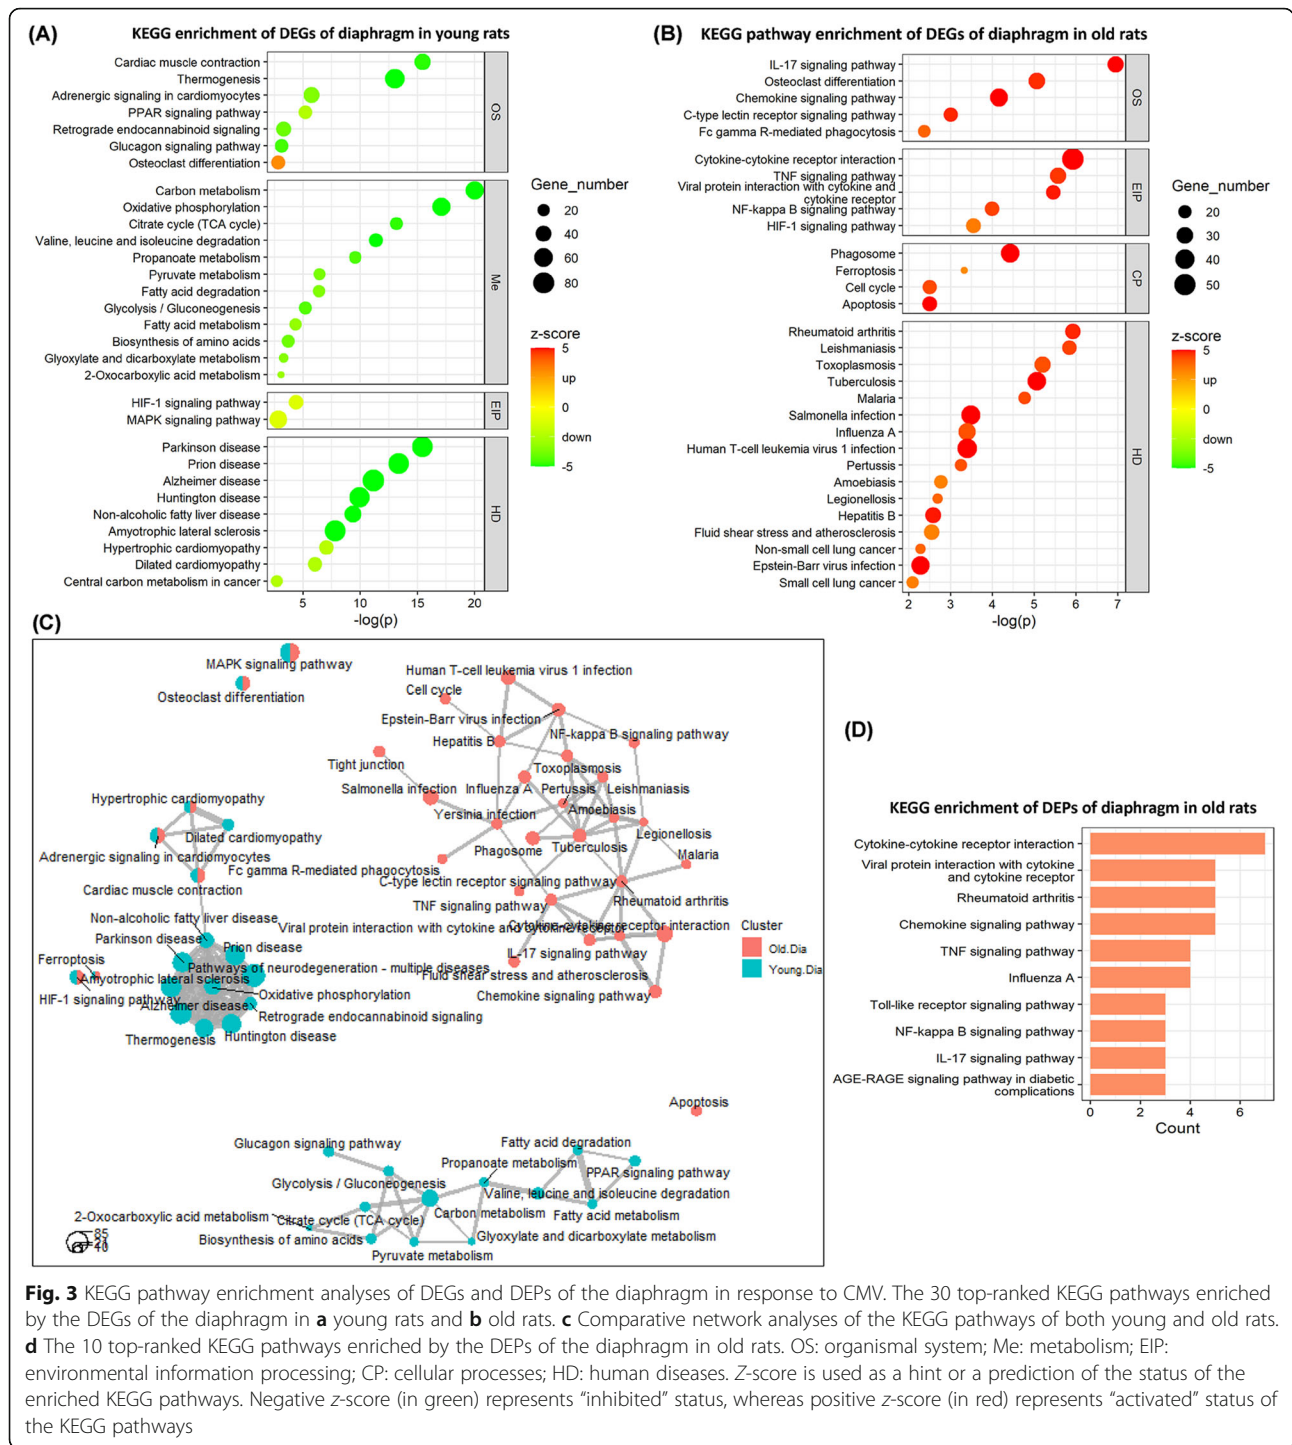 (A)
KEGG enrichment of DEGs of diaphragm in young rats
Cardiac muscle contraction
Thermogenesis
Adrenergic signaling in cardiomyocytes
PPAR signaling pathway
Retrograde endocannabinoid signaling
Glucagon signaling pathway
Osteoclast differentiation
OS
Carbon metabolism
Oxidative phosphorylation
Citrate cycle (TCA cycle)
Valine, leucine and isoleucine degradation
Propanoate metabolism
Pyruvate metabolism
Fatty acid degradation
Glycolysis / Gluconeogenesis
Fatty acid metabolism
Biosynthesis of amino acids
Glyoxylate and dicarboxylate metabolism
2-Oxocarboxylic acid metabolism
Me
HIF-1 signaling pathway
MAPK signaling pathway
EIP
Parkinson disease
Prion disease
Alzheimer disease
Huntington disease
Non-alcoholic fatty liver disease
Amyotrophic lateral sclerosis
Hypertrophic cardiomyopathy
Dilated cardiomyopathy
Central carbon metabolism in cancer
HD
5 10 15 20
-log(p)
Gene_number
20
40
60
80
z-score
5
up
0
down
-5
(B)
KEGG pathway enrichment of DEGs of diaphragm in old rats
IL-17 signaling pathway
Osteoclast differentiation
Chemokine signaling pathway
C-type lectin receptor signaling pathway
Fc gamma R-mediated phagocytosis
OS
Cytokine-cytokine receptor interaction
TNF signaling pathway
Viral protein interaction with cytokine and
cytokine receptor
NF-kappa B signaling pathway
HIF-1 signaling pathway
EIP
Phagosome
Ferroptosis
Cell cycle
Apoptosis
CP
Rheumatoid arthritis
Leishmaniasis
Toxoplasmosis
Tuberculosis
Malaria
Salmonella infection
Influenza A
Human T-cell leukemia virus 1 infection
Pertussis
Amoebiasis
Legionellosis
Hepatitis B
Fluid shear stress and atherosclerosis
Non-small cell lung cancer
Epstein-Barr virus infection
Small cell lung cancer
HD
2 3 4 5 6 7
-log(p)
Gene_number
20
30
40
50
z-score
5
up
0
down
-5
(C)
MAPK signaling pathway
Osteoclast differentiation
Human T-cell leukemia virus 1 infection
Cell cycle
Epstein-Barr virus infection
NF-kappa B signaling pathway
Hepatitis B
Tight junction
Toxoplasmosis
Salmonella infection
Influenza A
Pertussis
Leishmaniasis
Hypertrophic cardiomyopathy
Yersinia infection
Amoebiasis
Dilated cardiomyopathy
Legionellosis
Adrenergic signaling in cardiomyocytes
Phagosome
Tuberculosis
Malaria
Fc gamma R-mediated phagocytosis
Cardiac muscle contraction
C-type lectin receptor signaling pathway
Rheumatoid arthritis
TNF signaling pathway
Non-alcoholic fatty liver disease
Viral protein interaction with cytokine and cytokine receptor
Cytokine-cytokine receptor interaction
Parkinson disease
Prion disease
IL-17 signaling pathway
Ferroptosis
Pathways of neurodegeneration - multiple diseases
Fluid shear stress and atherosclerosis
Amyotrophic lateral sclerosis
HIF-1 signaling pathway
Oxidative phosphorylation
Chemokine signaling pathway
Alzheimer disease
Retrograde endocannabinoid signaling
Thermogenesis
Huntington disease
Cluster
Old.Dia
Young.Dia
Apoptosis
Glucagon signaling pathway
Fatty acid degradation
Propanoate metabolism
PPAR signaling pathway
Glycolysis / Gluconeogenesis
Valine, leucine and isoleucine degradation
2-Oxocarboxylic acid metabolism
Citrate cycle (TCA cycle)
Carbon metabolism
Fatty acid metabolism
Biosynthesis of amino acids
Glyoxylate and dicarboxylate metabolism
Pyruvate metabolism
85
40
(D)
KEGG enrichment of DEPs of diaphragm in old rats
Cytokine-cytokine receptor interaction
Viral protein interaction with cytokine
and cytokine receptor
Rheumatoid arthritis
Chemokine signaling pathway
TNF signaling pathway
Influenza A
Toll-like receptor signaling pathway
NF-kappa B signaling pathway
IL-17 signaling pathway
AGE-RAGE signaling pathway in diabetic
complications
0 2 4 6
Count
Fig. 3 KEGG pathway enrichment analyses of DEGs and DEPs of the diaphragm in response to CMV. The 30 top-ranked KEGG pathways enriched
by the DEGs of the diaphragm in a young rats and b old rats. c Comparative network analyses of the KEGG pathways of both young and old rats.
d The 10 top-ranked KEGG pathways enriched by the DEPs of the diaphragm in old rats. OS: organismal system; Me: metabolism; EIP:
environmental information processing; CP: cellular processes; HD: human diseases. Z-score is used as a hint or a prediction of the status of the
enriched KEGG pathways. Negative z-score (in green) represents “inhibited” status, whereas positive z-score (in red) represents “activated” status of
the KEGG pathways